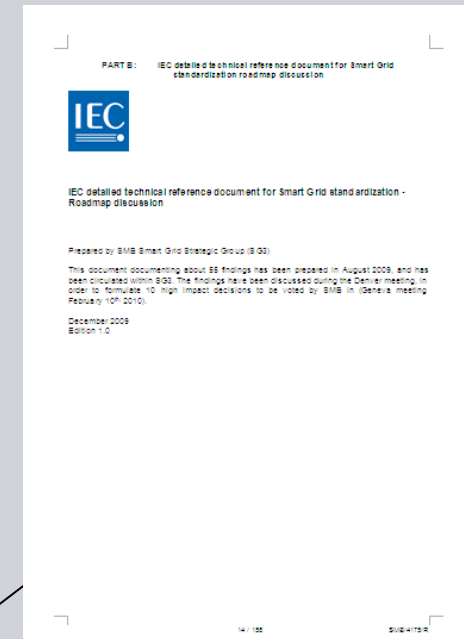 PART B: IEC detailed technical reference document for Smart Grid
standardization roadmap discussion
IEC
IEC detailed technical reference document for Smart Grid standardization -
Roadmap discussion
Prepared by SMB Smart Grid Strategic Group (SG3)
This document documenting about 55 findings has been prepared in August 2009, and has
been circulated within SG3. The findings have been discussed during the Denver meeting, in
order to formulate 10 high impact decisions to be voted by SMB in (Geneva meeting
February 10th 2010).
December 2009
Edition 1.0
14 / 155 SMB/4175/R